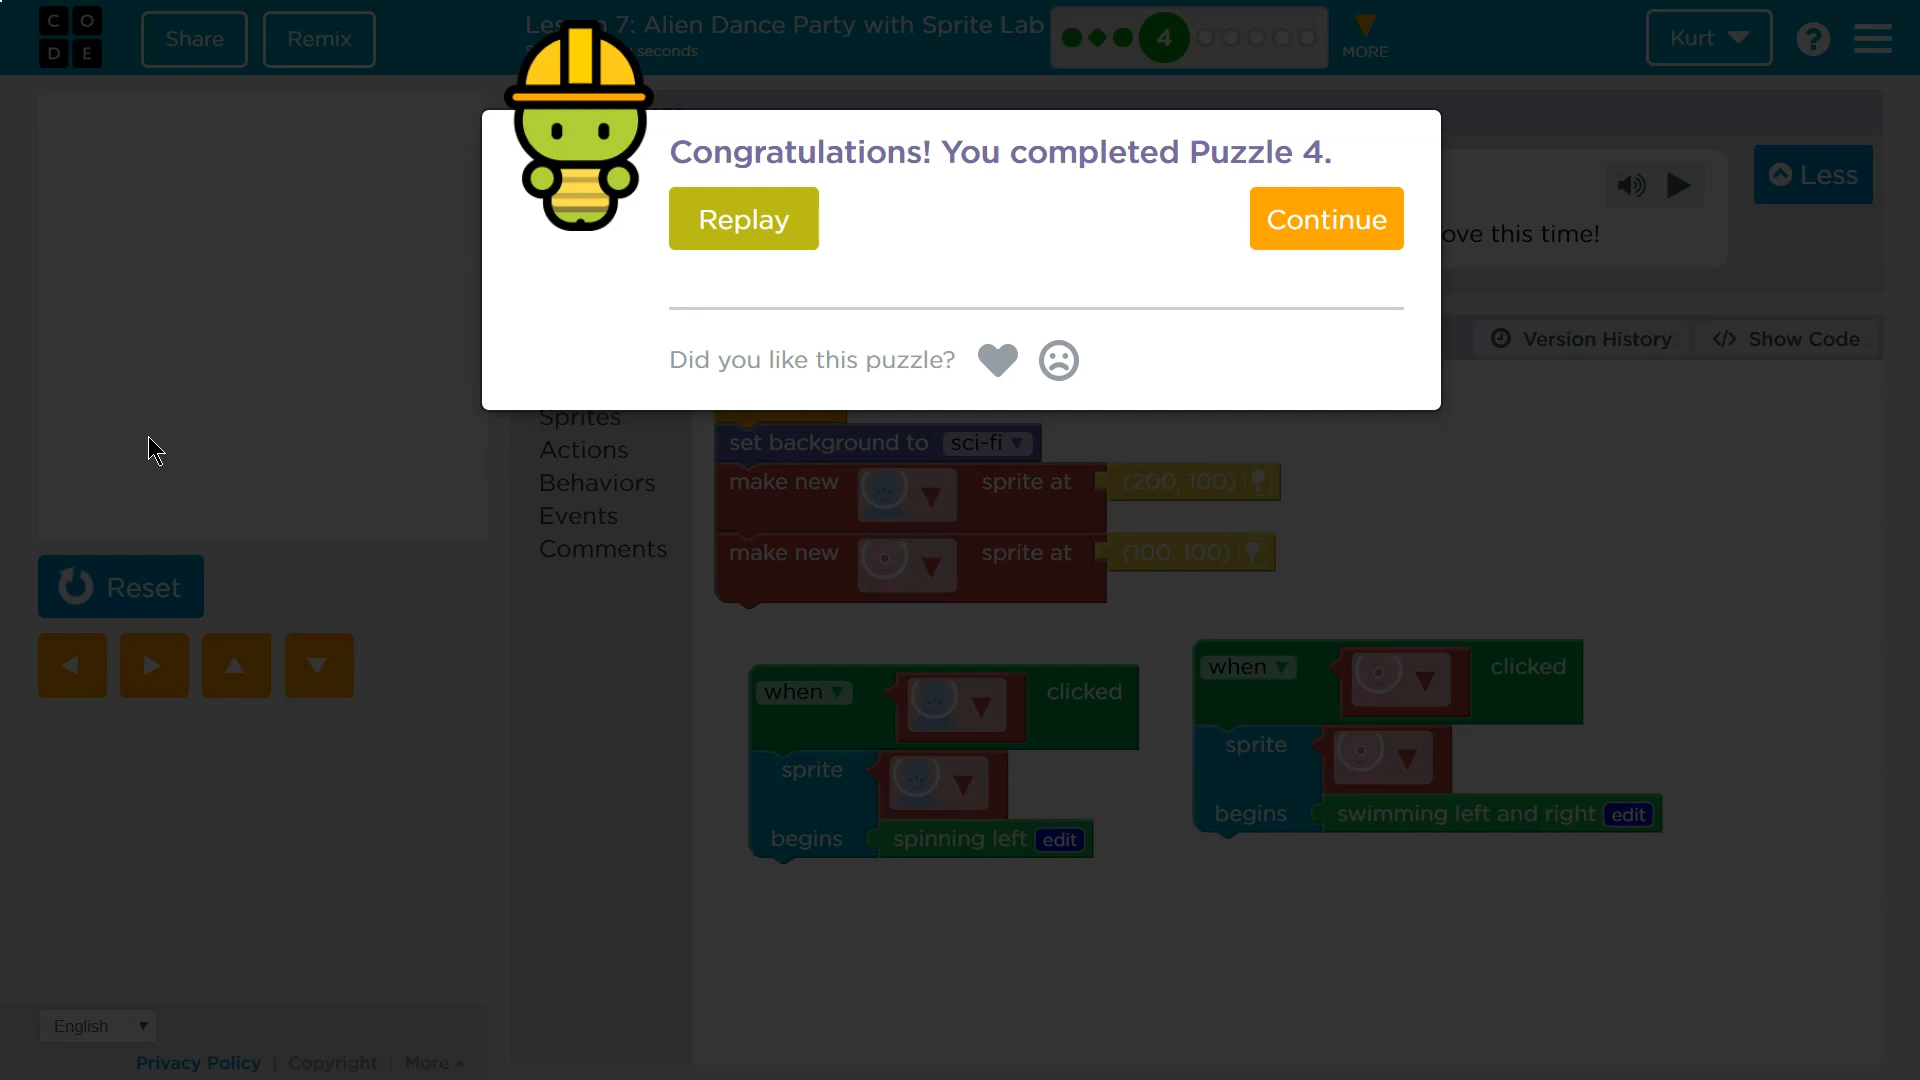 C O
D E
Share
Remix
Lesson 7: Alien Dance Party with Sprite Lab
seconds
4
MORE
Kurt
?
Congratulations! You completed Puzzle 4.
Replay
Continue
Less
ove this time!
Did you like this puzzle?
Version History
</> Show Code
Sprites
Actions
Behaviors
Events
Comments
set background to sci-fi
make new sprite at (200, 100)
make new sprite at (100, 100)
Reset
when clicked
sprite
begins spinning left edit
when clicked
sprite
begins swimming left and right edit
English
Privacy Policy | Copyright | More